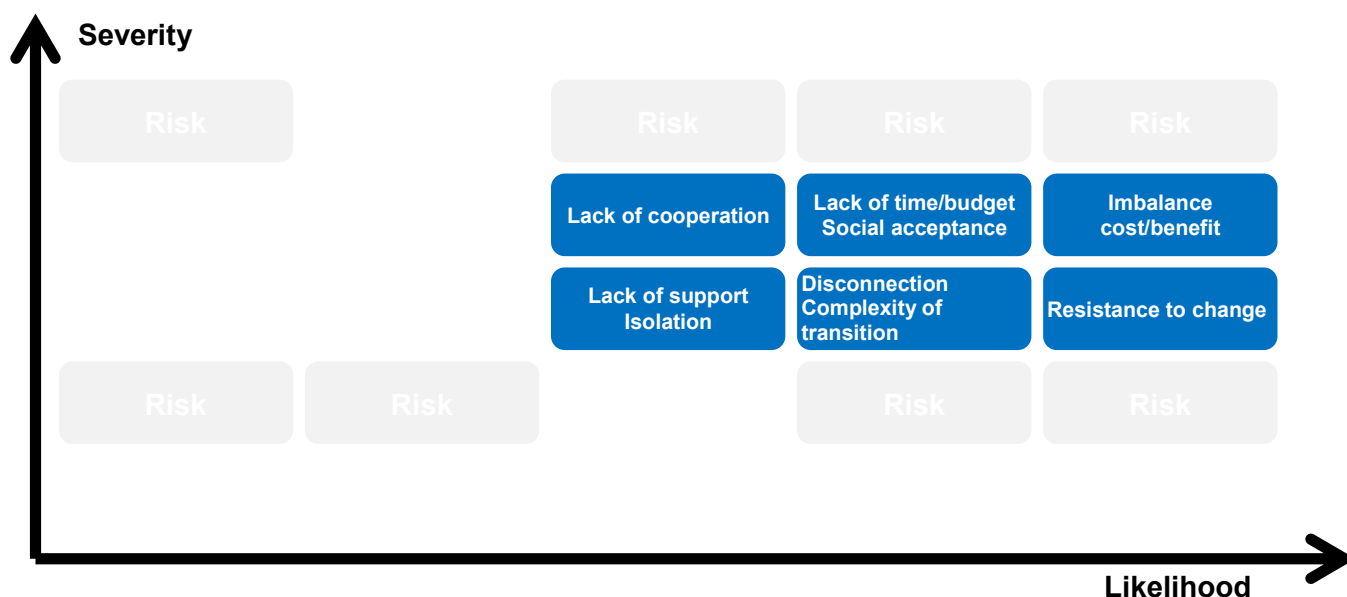 Severity
Risk
Risk
Risk
Risk
Lack of cooperation
Lack of time/budget
Social acceptance
Imbalance
cost/benefit
Lack of support
Isolation
Disconnection
Complexity of
transition
Resistance to change
Risk
Risk
Risk
Risk
Likelihood